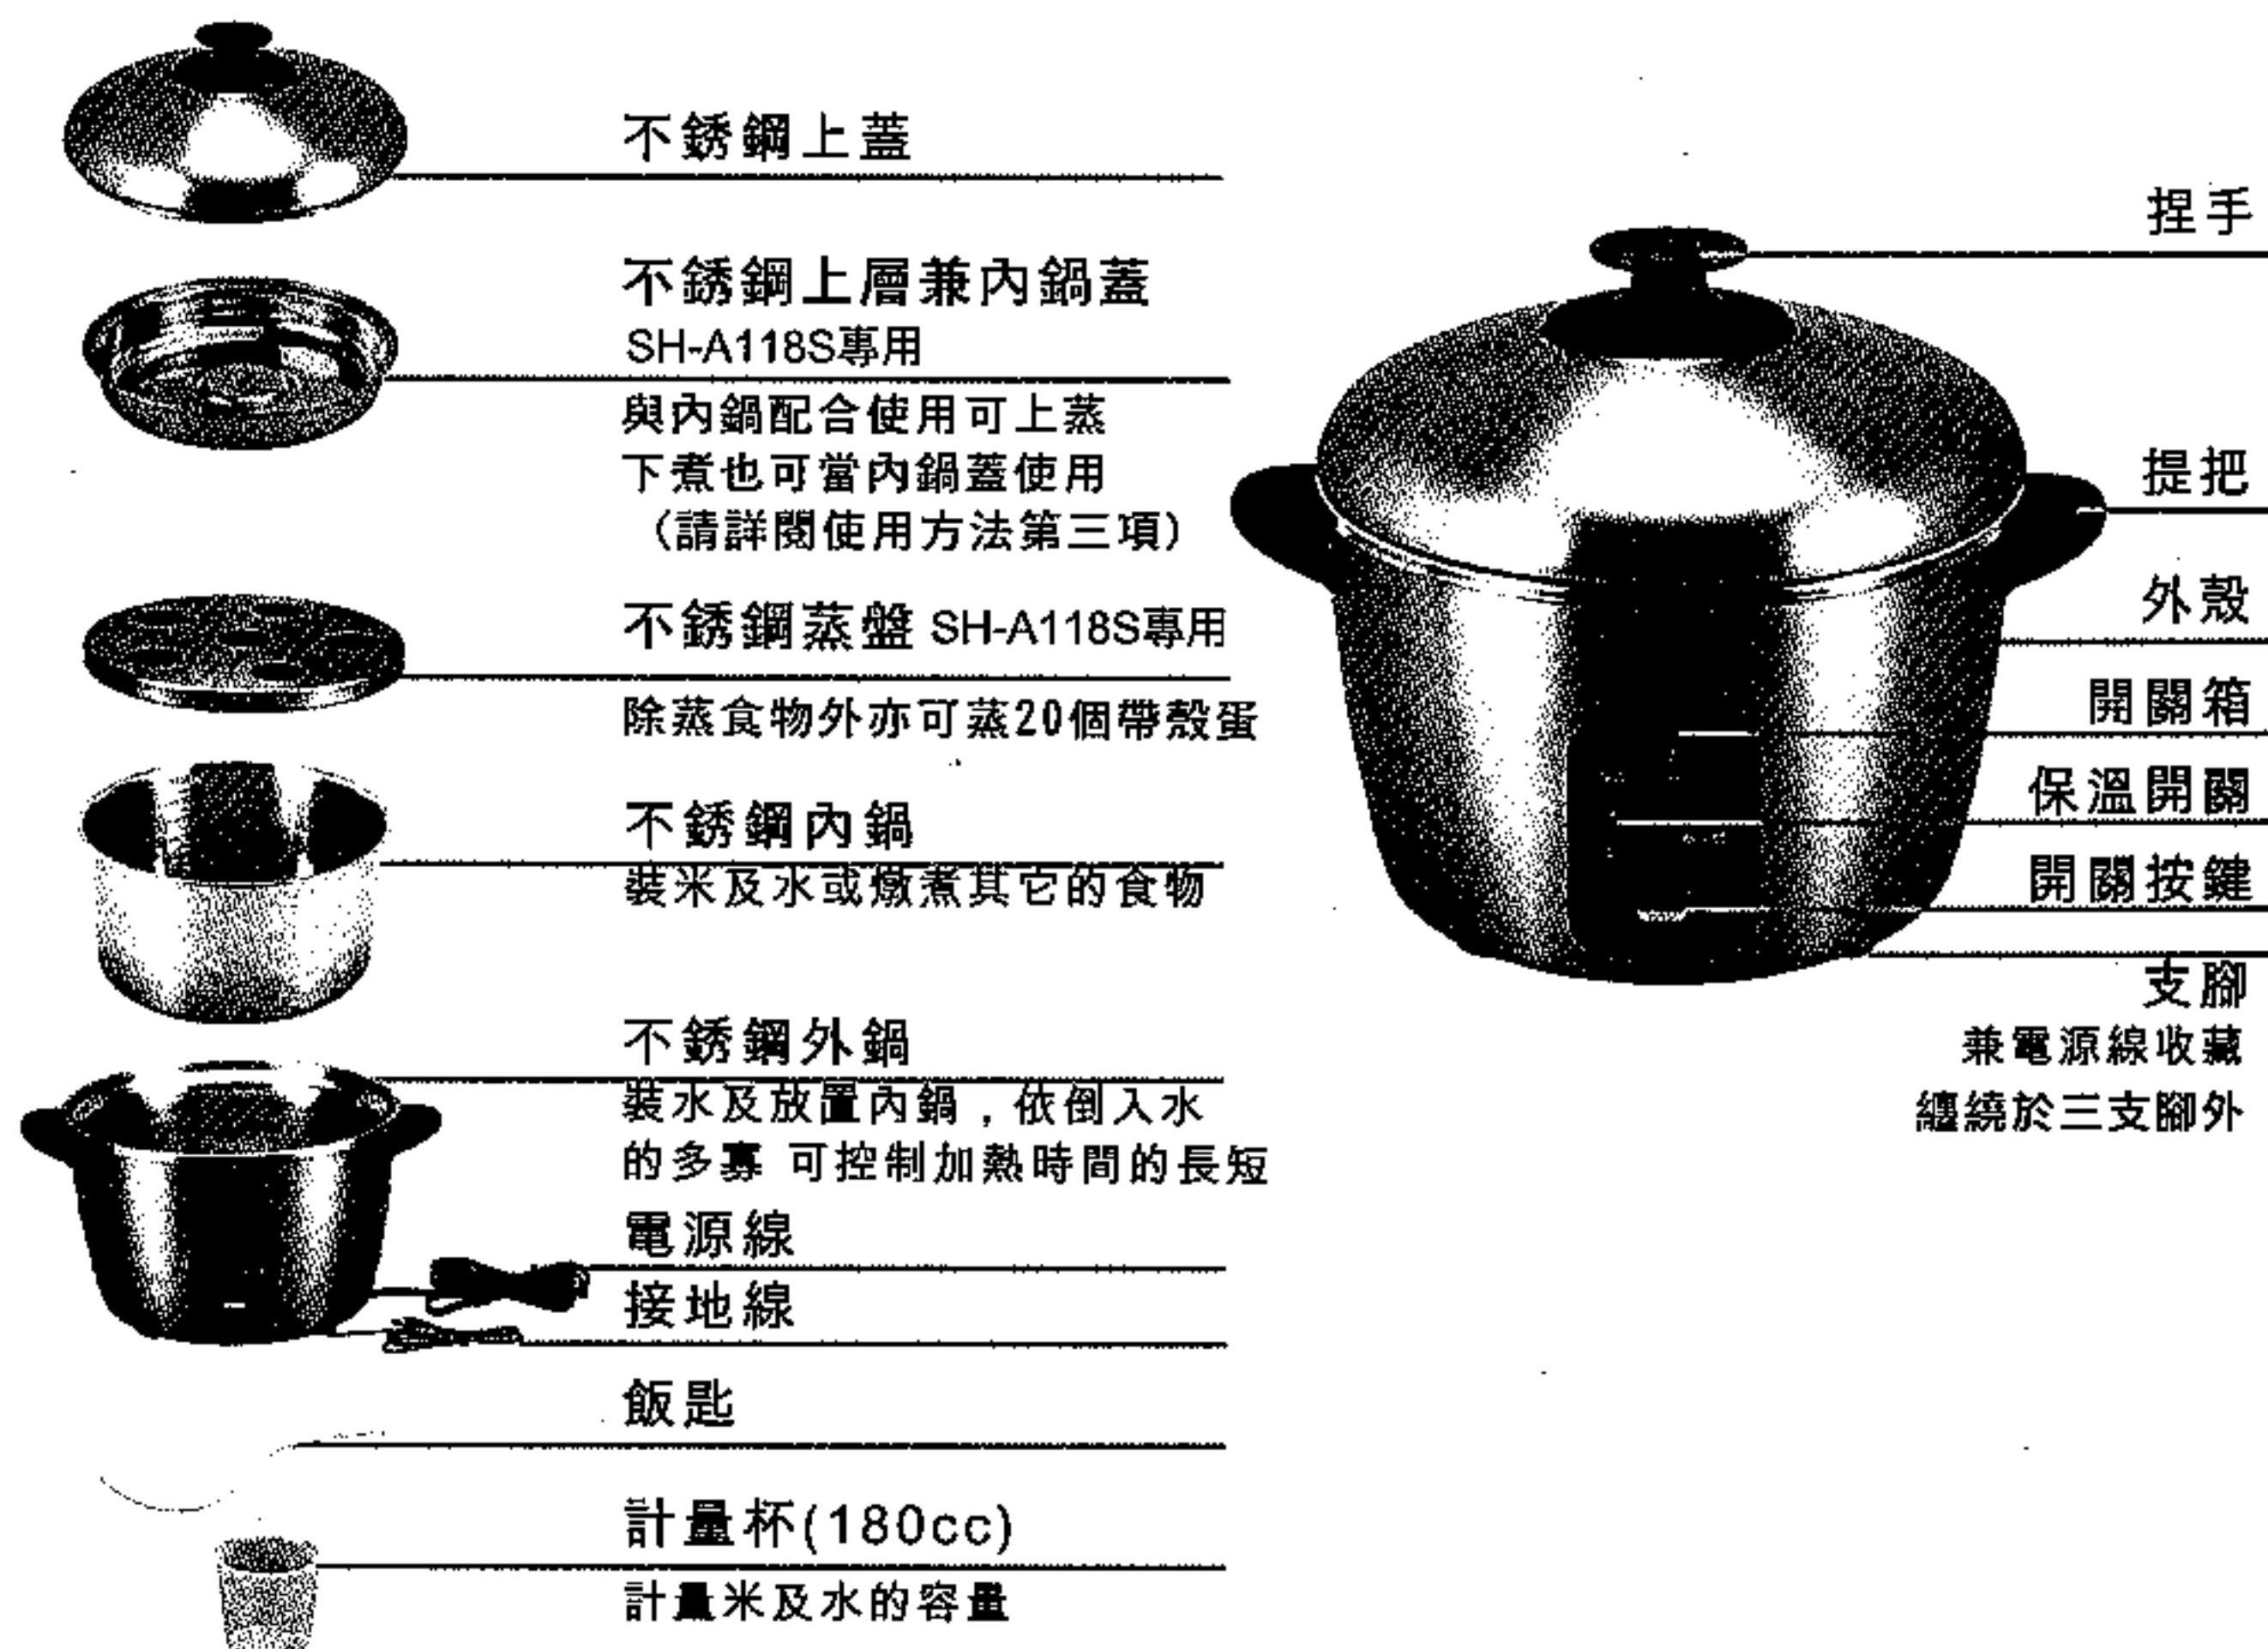 不銹鋼上蓋
不銹鋼上層兼內鍋蓋
SH-A118S專用
與內鍋配合使用可上蒸
下煮也可當內鍋蓋使用
（請詳閱使用方法第三項）
不銹鋼蒸盤 SH-A118S專用
除蒸食物外亦可蒸20個帶殼蛋
不銹鋼內鍋
裝米及水或燉煮其它的食物
不銹鋼外鍋
裝水及放置內鍋，依倒入水
的多寡 可控制加熱時間的長短
電源線
接地線
飯匙
計量杯(180cc)
計量米及水的容量
捏手
提把
外殼
開關箱
保溫開關
開關按鍵
支腳
兼電源線收藏
纏繞於三支腳外